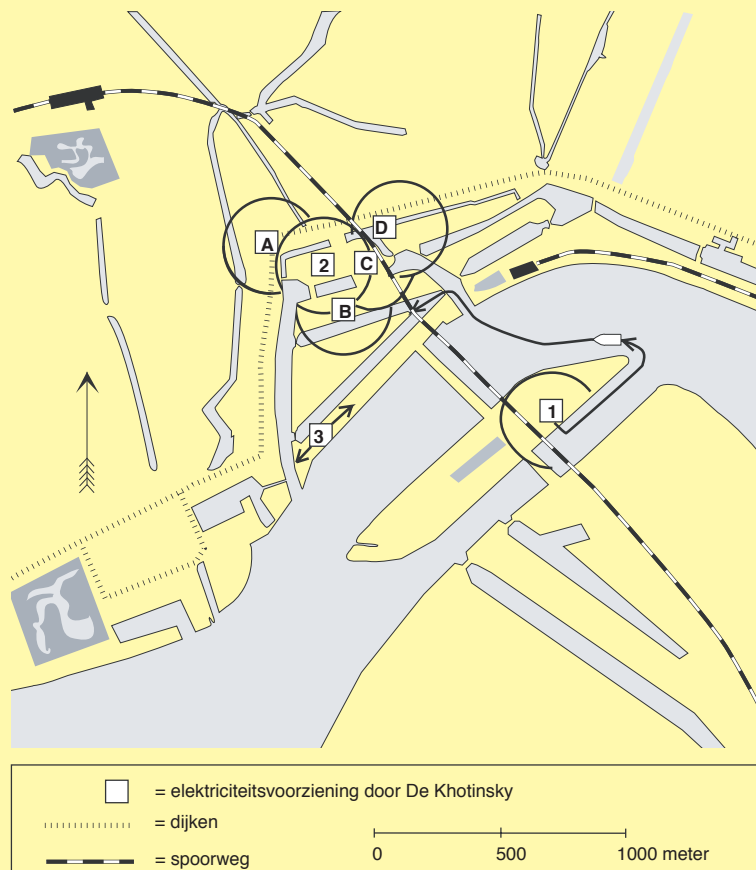 D
A
2
C
B
1
3
= elektriciteitsvoorziening door De Khotinsky
= dijken
= spoorweg
0 500 1000 meter